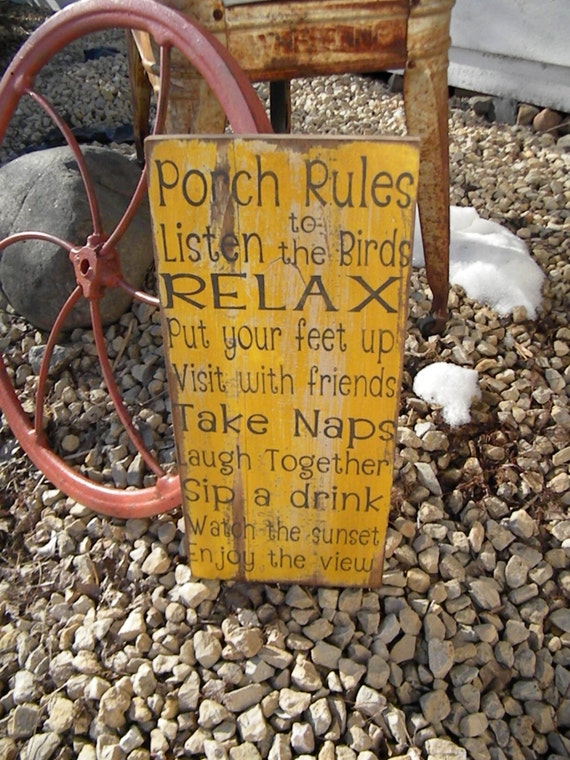 Porch Rules
Listen to the Birds
RELAX
Put your feet up
Visit with friends
Take Naps
Laugh Together
Sip a drink
Watch the sunset
Enjoy the view